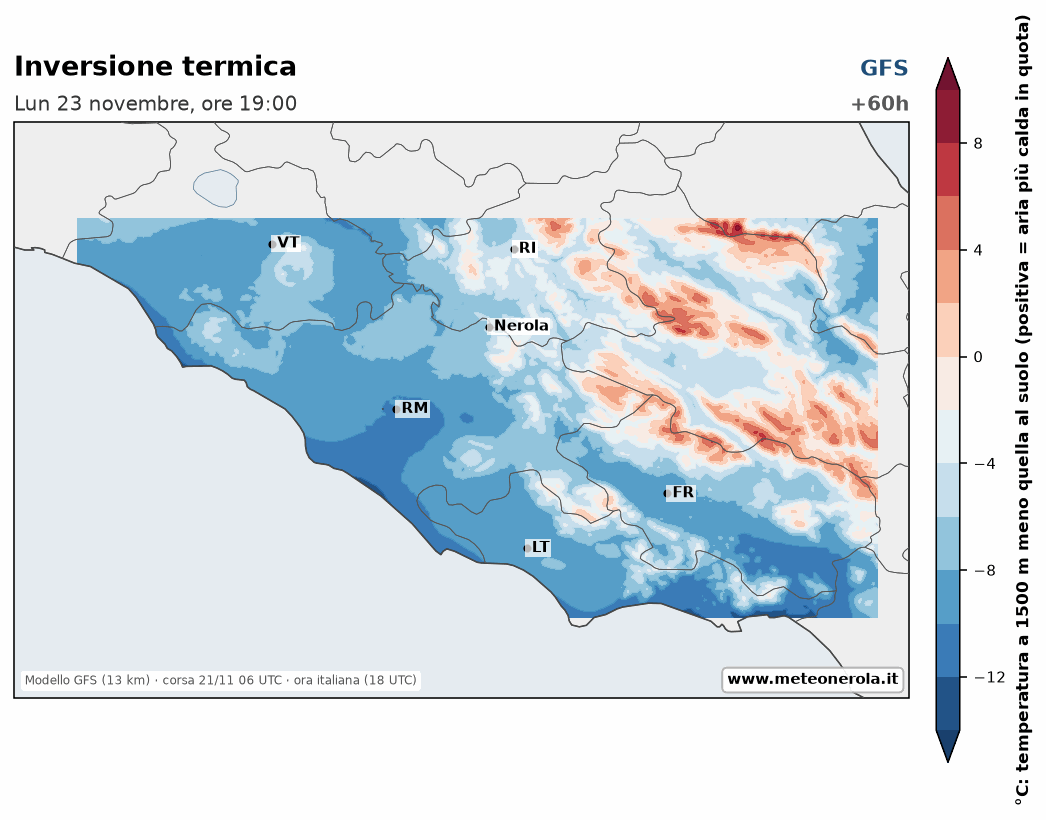 Inversione termica
GFS
Lun 23 novembre, ore 19:00
+60h
VT
RI
Nerola
RM
FR
LT
8
4
0
−4
−8
−12
°C: temperatura a 1500 m meno quella al suolo (positiva = aria più calda in quota)
Modello GFS (13 km) · corsa 21/11 06 UTC · ora italiana (18 UTC)
www.meteonerola.it